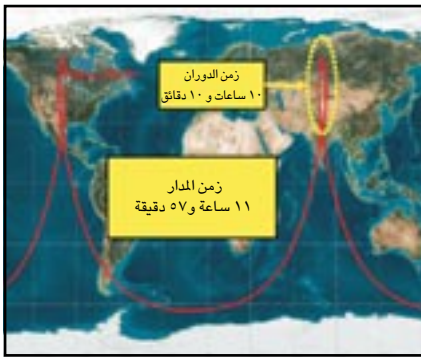 زمن الدوران
١٠ ساعات و ١٠ دقائق
زمن المدار
١١ ساعة و٥٧ دقيقة